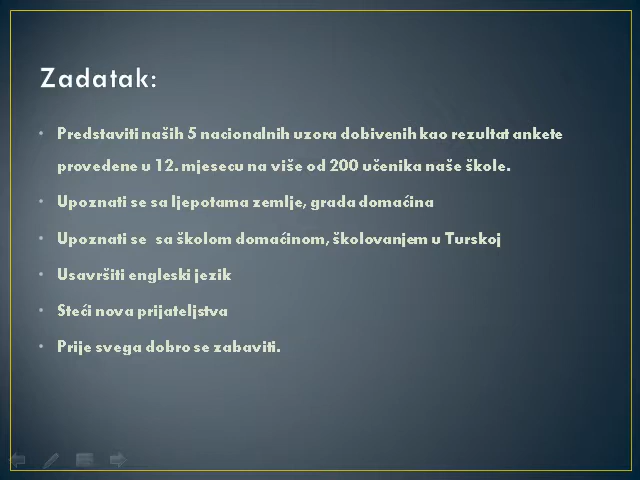 Zadatak:
• Predstaviti naših 5 nacionalnih uzora dobivenih kao rezultat ankete
provedene u 12. mjesecu na više od 200 učenika naše škole.
• Upoznati se sa ljepotama zemlje, grada domaćina
• Upoznati se  sa školom domaćinom, školovanjem u Turskoj
• Usavršiti engleski jezik
• Steći nova prijateljstva
• Prije svega dobro se zabaviti.